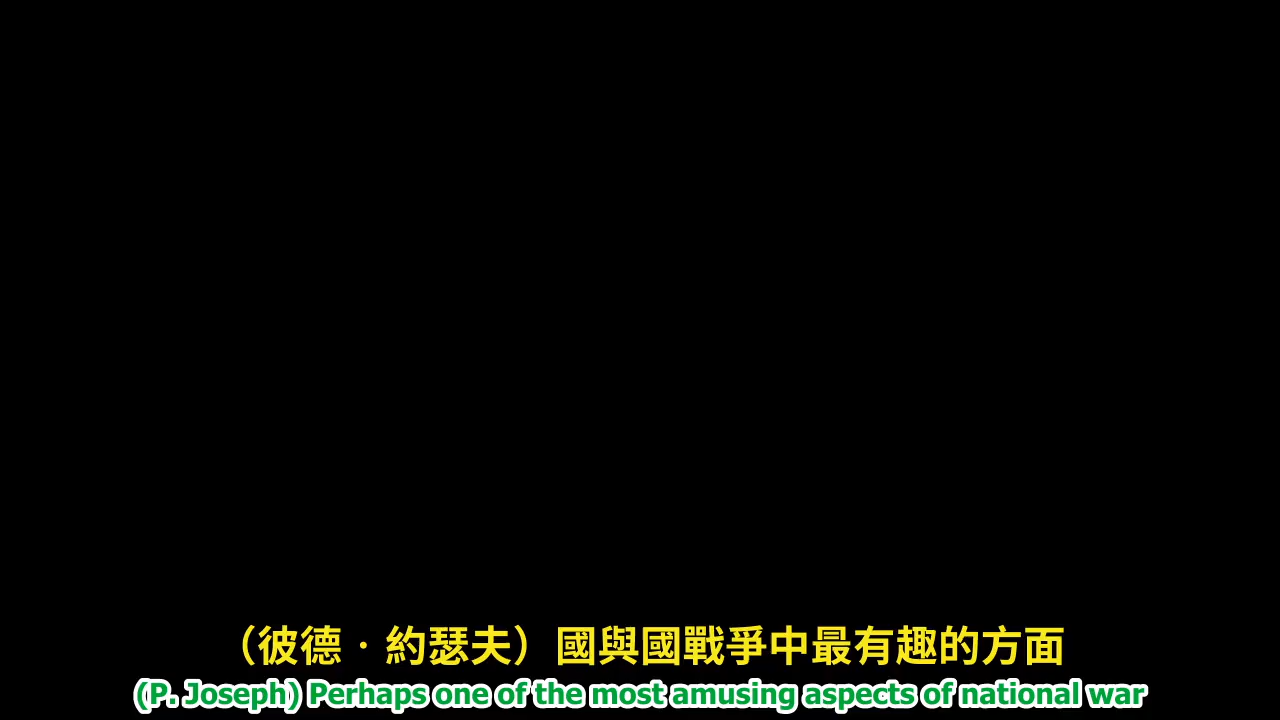 （彼德．約瑟夫）國與國戰爭中最有趣的方面
(P. Joseph) Perhaps one of the most amusing aspects of national war